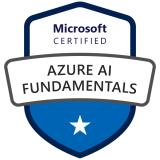 Microsoft
CERTIFIED
AZURE AI
FUNDAMENTALS